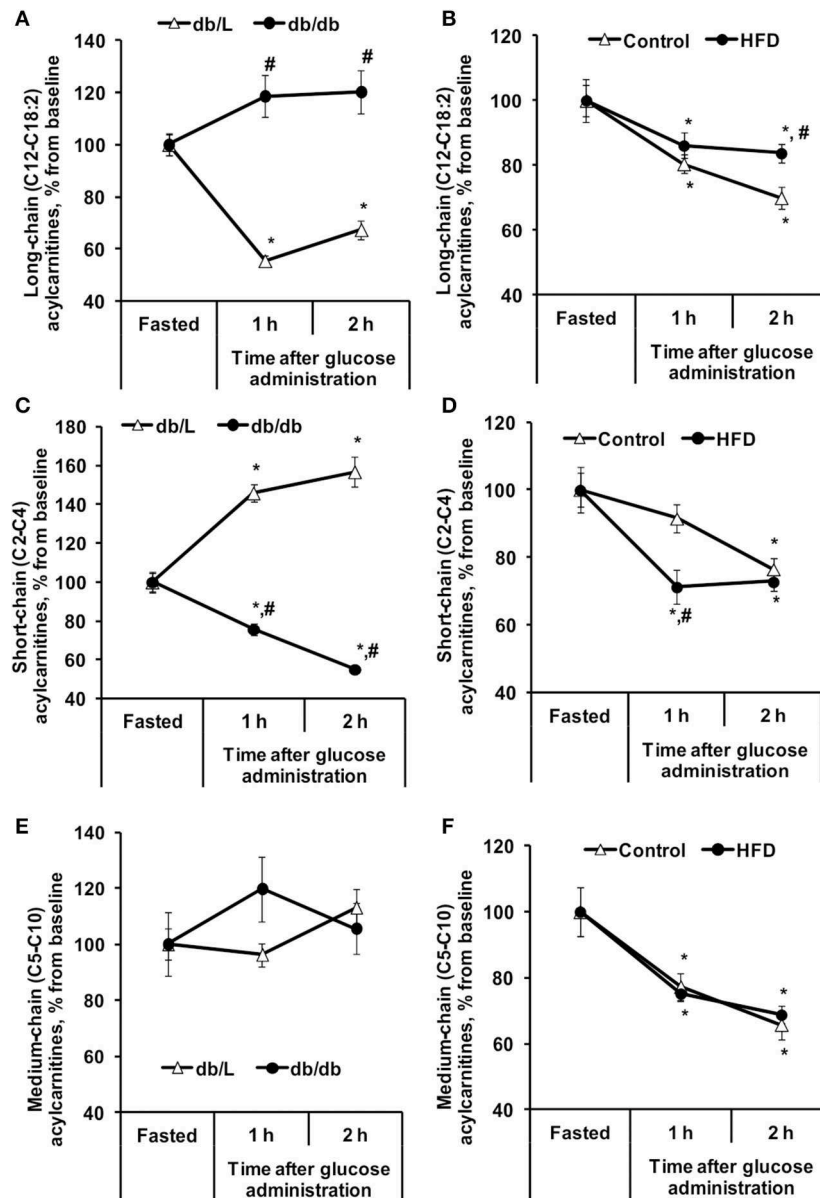 A
db/L db/db
Long-chain (C12-C18:2)
acylcarnitines, % from baseline
140
120
100
80
60
40
# #
* *
Fasted 1 h 2 h
Time after glucose
administration
B
Control HFD
Long-chain (C12-C18:2)
acylcarnitines, % from baseline
120
100
80
60
40
* *, #
* *
Fasted 1 h 2 h
Time after glucose
administration
C
db/L db/db
Short-chain (C2-C4)
acylcarnitines, % from baseline
180
160
140
120
100
80
60
40
* *
*,# *,#
Fasted 1 h 2 h
Time after glucose
administration
D
Control HFD
Short-chain (C2-C4)
acylcarnitines, % from baseline
120
100
80
60
40
*
*,# *
Fasted 1 h 2 h
Time after glucose
administration
E
Medium-chain (C5-C10)
acylcarnitines, % from baseline
140
120
100
80
60
40
db/L db/db
Fasted 1 h 2 h
Time after glucose
administration
F
Control HFD
Medium-chain (C5-C10)
acylcarnitines, % from baseline
120
100
80
60
40
* *
* *
Fasted 1 h 2 h
Time after glucose
administration